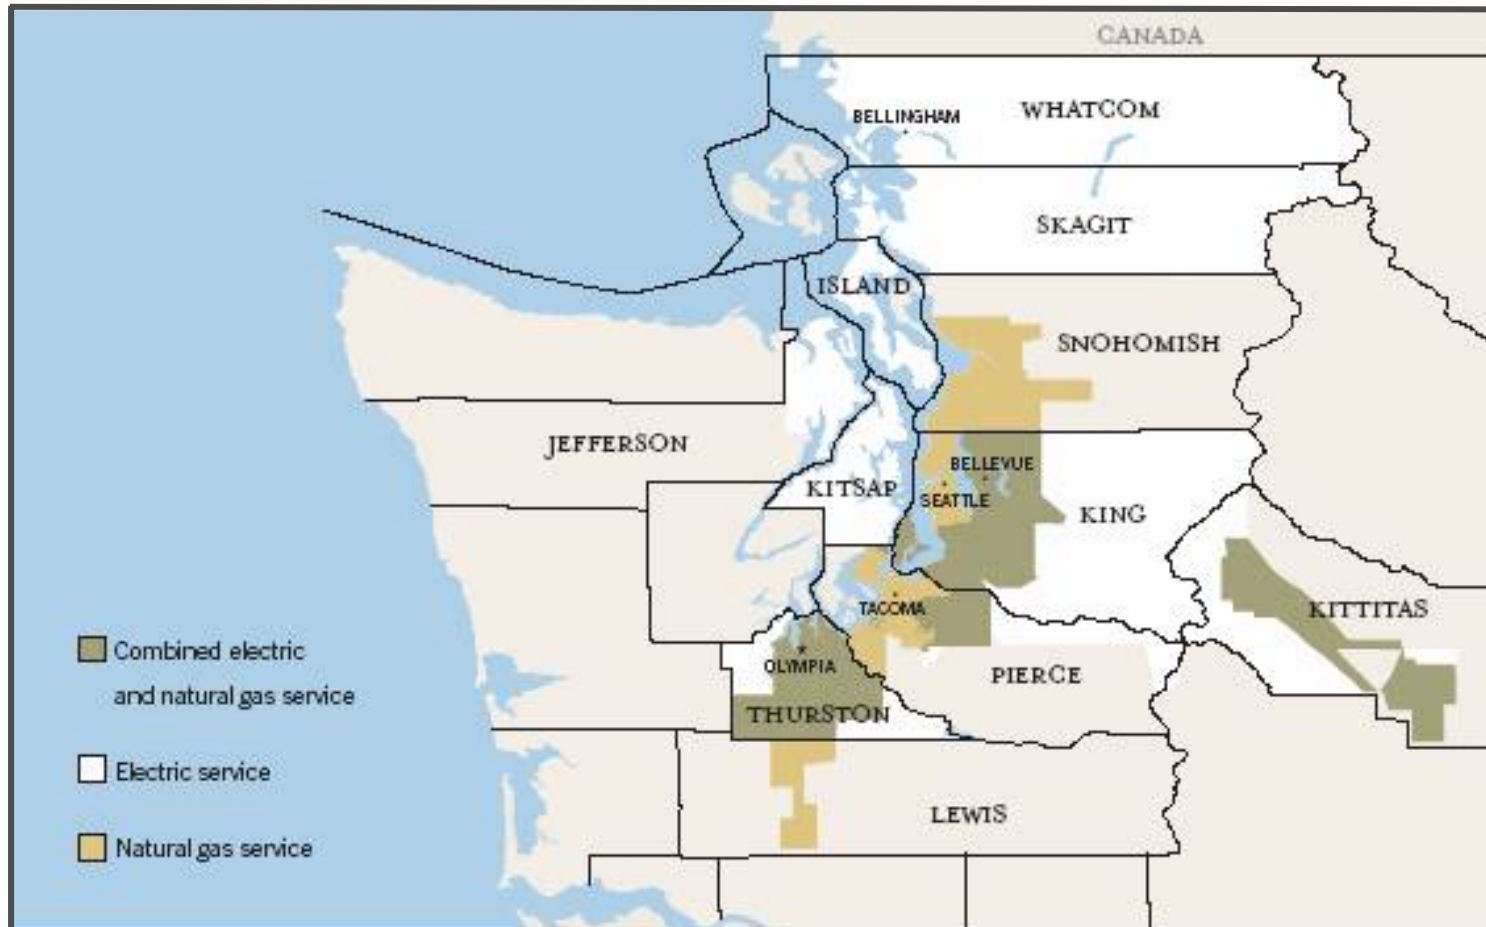 CANADA
WHATCOM
BELLINGHAM
SKAGIT
ISLAND
SNOHOMISH
JEFFERSON
BELLEVUE
KITSAP
SEATTLE
KING
TACOMA
KITTITAS
OLYMPIA
PIERCE
THURSTON
LEWIS
Combined electric
and natural gas service
Electric service
Natural gas service